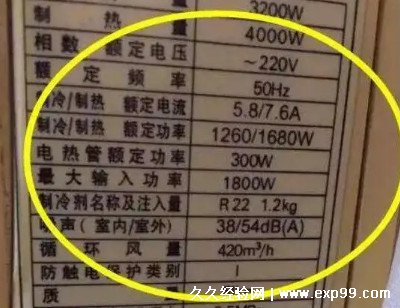 3200W
制 热 量 4000W
相数 额定电压 ~220V
额 定 频 率 50Hz
制冷/制热 额定电流 5.8/7.6A
制冷/制热 额定功率 1260/1680W
电热管额定功率 300W
最大输入功率 1800W
制冷剂名称及注入量 R 22 1.2kg
噪声(室内/室外) 38/54dB(A)
循 环 风 量 420m³/h
防触电保护类别 I
质
久久经验网 www.exp99.com